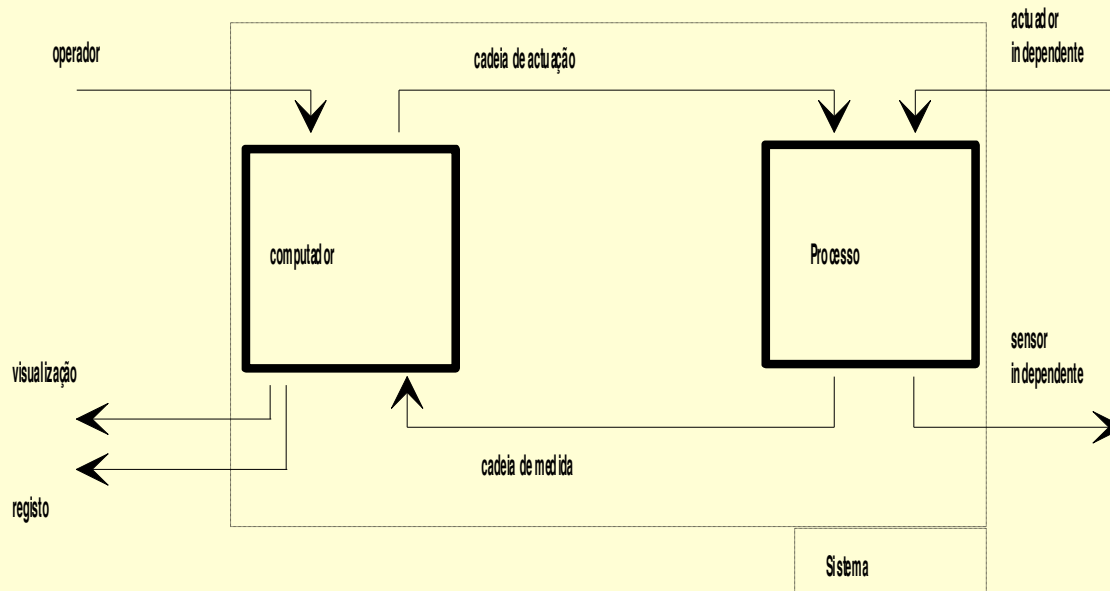 operador
cadeia de actuação
actuador
independente
computador
Processo
sensor
independente
visualização
cadeia de medida
registo
Sistema